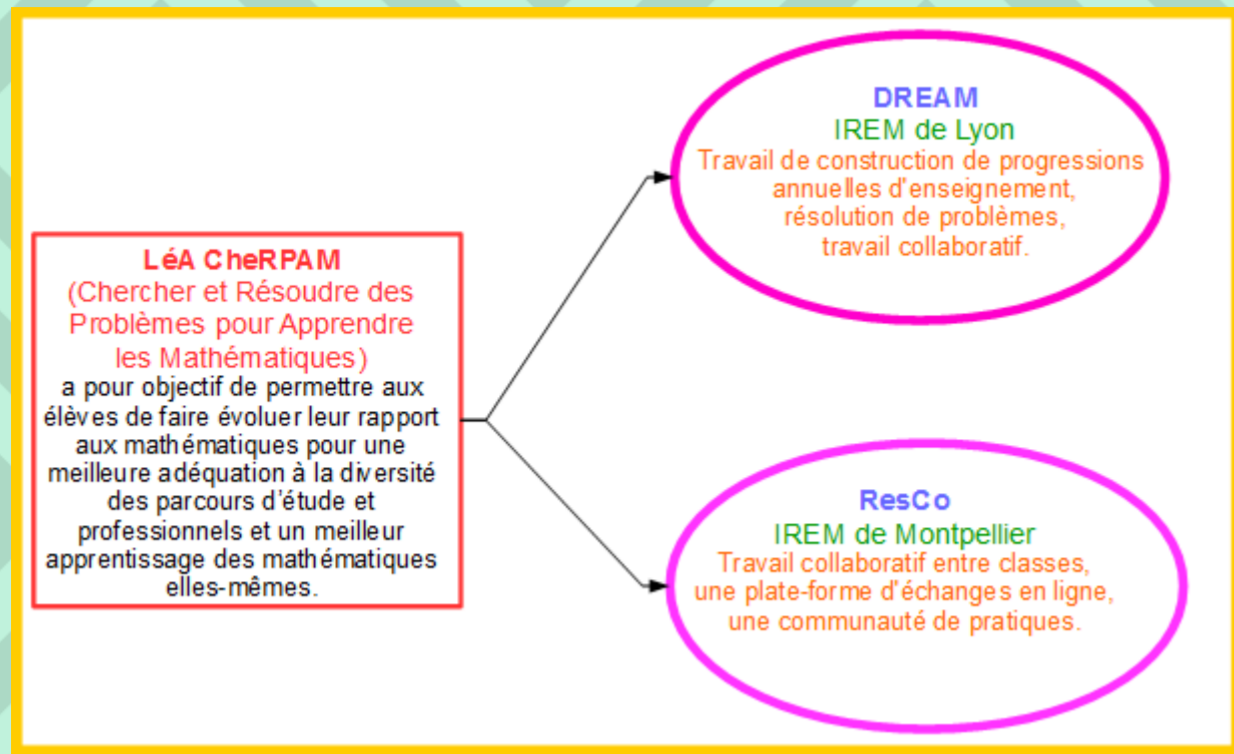 LéA CheRPAM
(Chercher et Résoudre des
Problèmes pour Apprendre
les Mathématiques)
a pour objectif de permettre aux
élèves de faire évoluer leur rapport
aux mathématiques pour une
meilleure adéquation à la diversité
des parcours d'étude et
professionnels et un meilleur
apprentissage des mathématiques
elles-mêmes.
DREAM
IREM de Lyon
Travail de construction de progressions
annuelles d'enseignement,
résolution de problèmes,
travail collaboratif.
ResCo
IREM de Montpellier
Travail collaboratif entre classes,
une plate-forme d'échanges en ligne,
une communauté de pratiques.